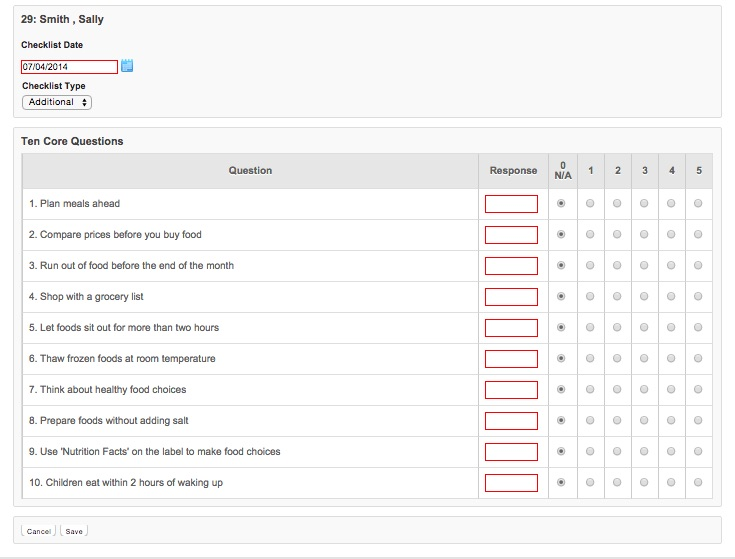 29: Smith , Sally
Checklist Date
07/04/2014
Checklist Type
Additional
Ten Core Questions
Question Response 0 N/A 1 2 3 4 5
1. Plan meals ahead
2. Compare prices before you buy food
3. Run out of food before the end of the month
4. Shop with a grocery list
5. Let foods sit out for more than two hours
6. Thaw frozen foods at room temperature
7. Think about healthy food choices
8. Prepare foods without adding salt
9. Use 'Nutrition Facts' on the label to make food choices
10. Children eat within 2 hours of waking up
Cancel Save